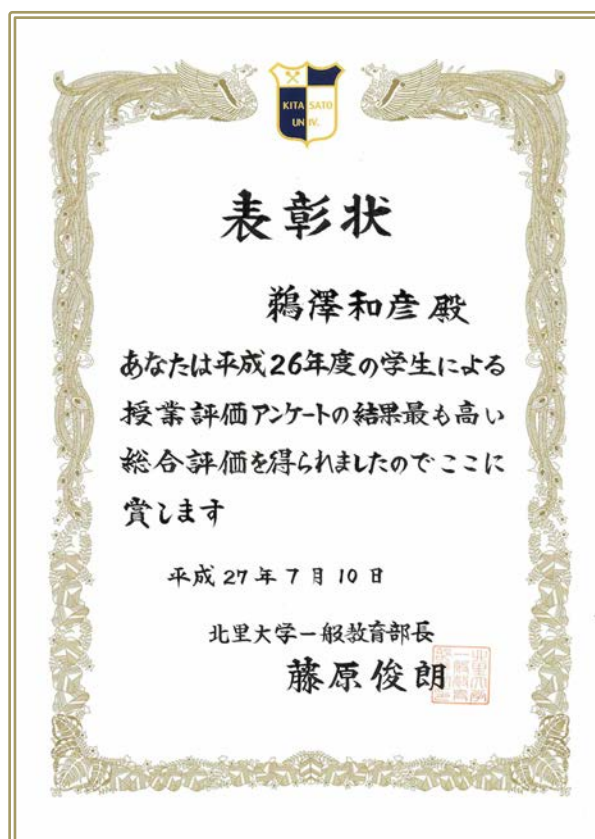 KITA SATO
UNIV.
表彰状
鵜澤和彦殿
あなたは平成26年度の学生による
授業評価アンケートの結果最も高い
総合評価を得られましたのでここに
賞します
平成27年7月10日
北里大学一般教育部長
藤原俊朗